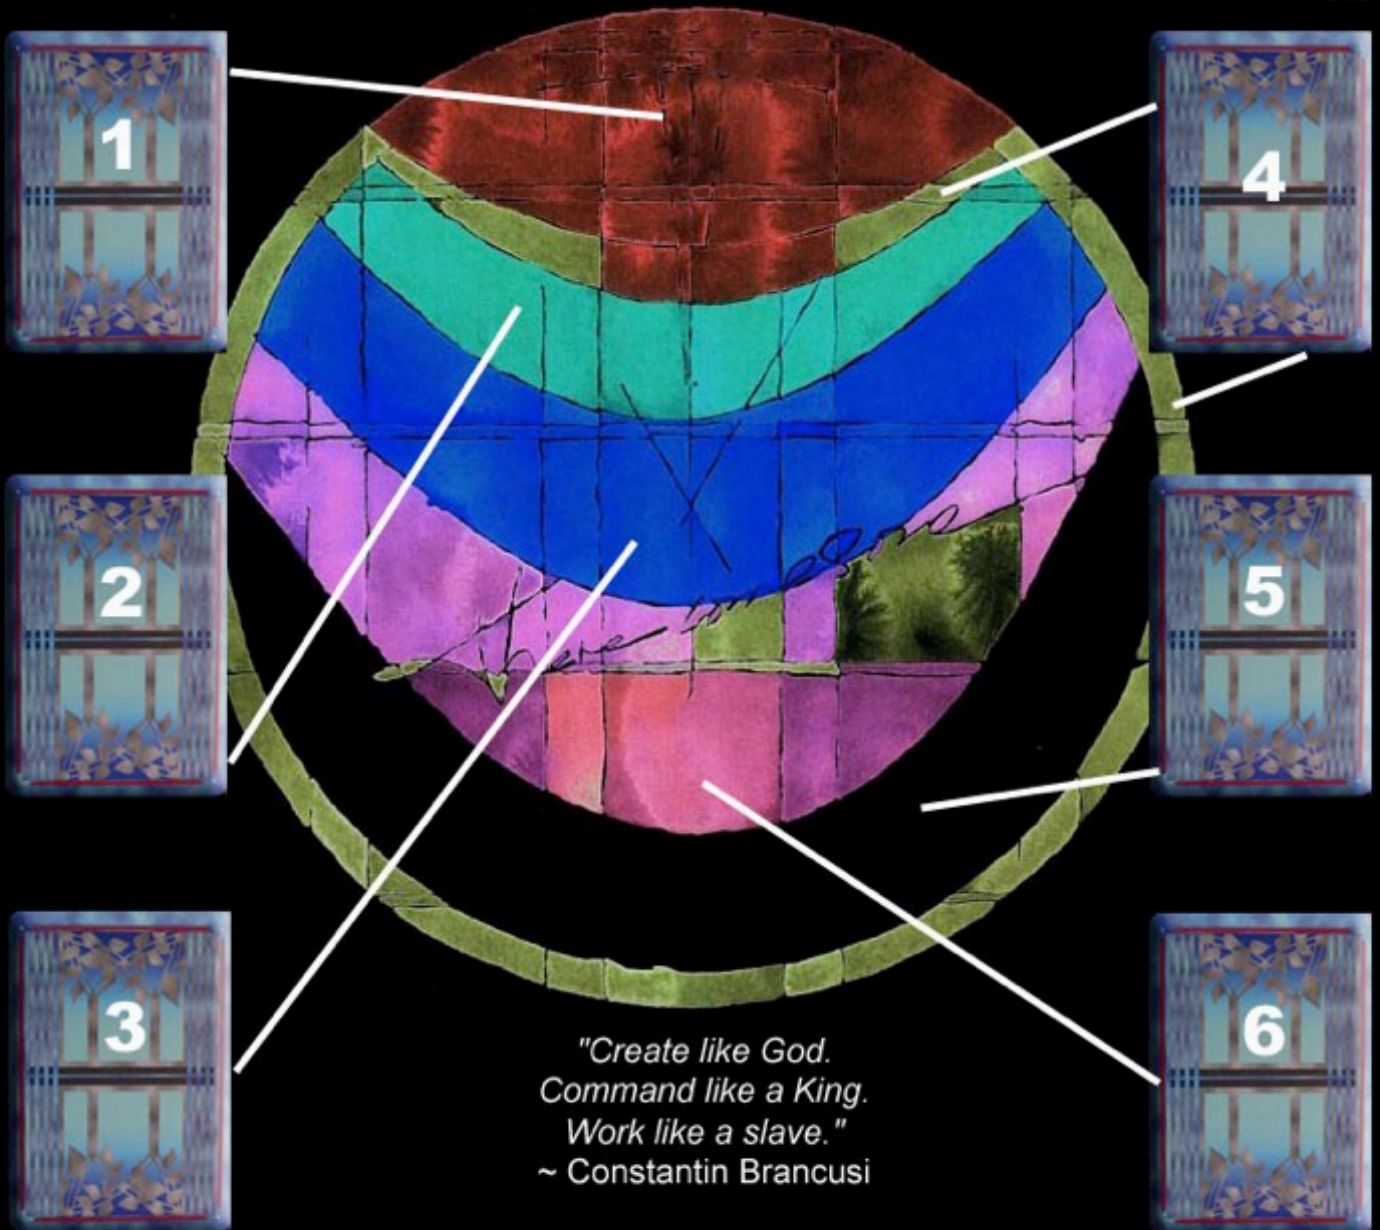 1
4
2
5
3
6
"Create like God.
Command like a King.
Work like a slave."
~ Constantin Brancusi